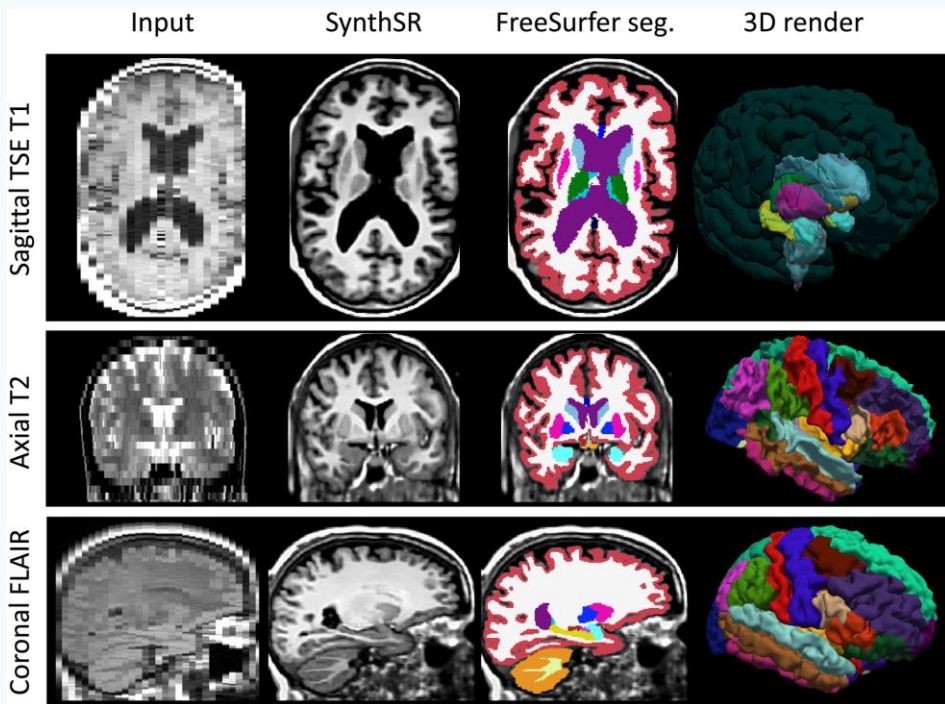 Input
SynthSR
FreeSurfer seg.
3D render
Sagittal TSE T1
Axial T2
Coronal FLAIR